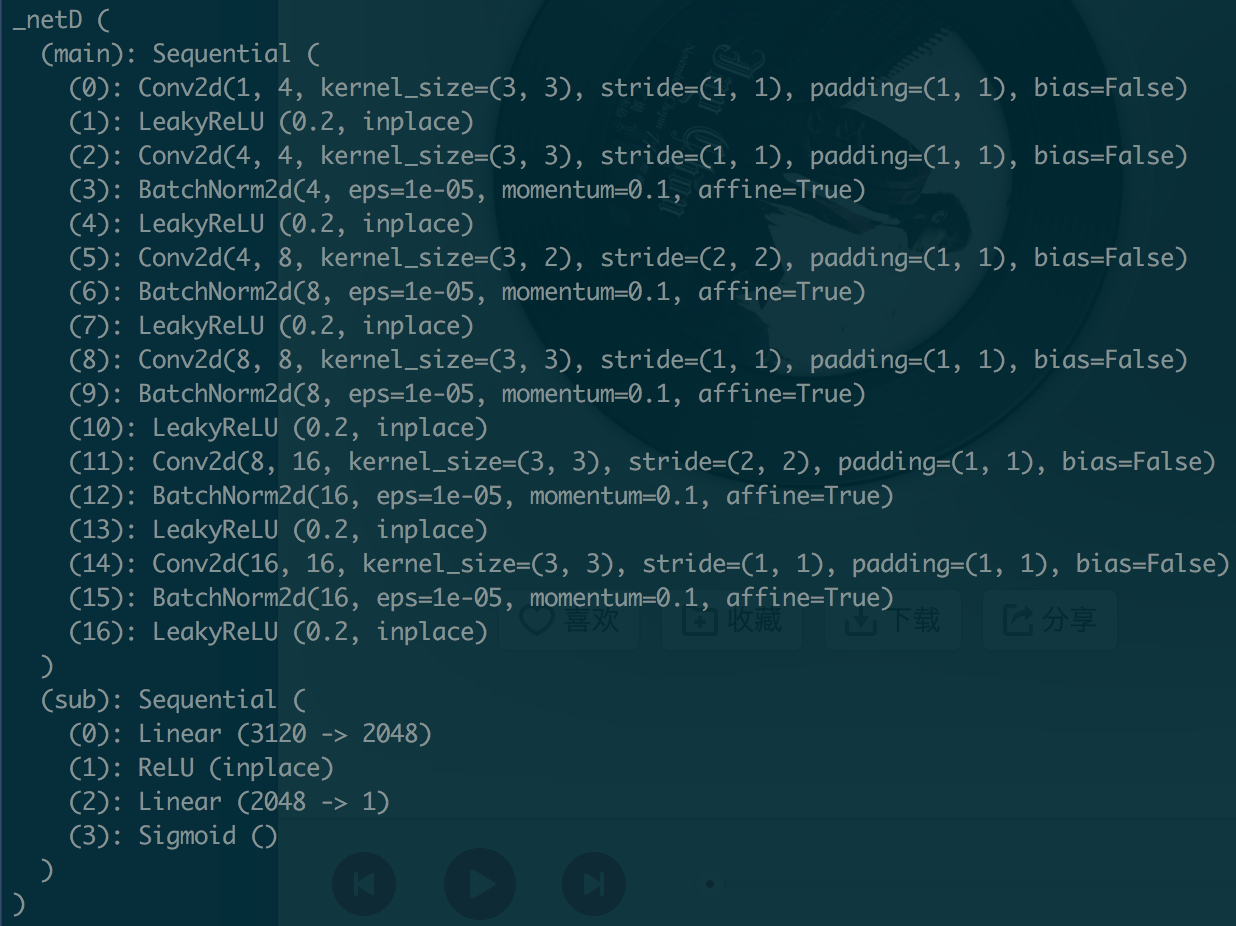 _netD (
  (main): Sequential (
    (0): Conv2d(1, 4, kernel_size=(3, 3), stride=(1, 1), padding=(1, 1), bias=False)
    (1): LeakyReLU (0.2, inplace)
    (2): Conv2d(4, 4, kernel_size=(3, 3), stride=(1, 1), padding=(1, 1), bias=False)
    (3): BatchNorm2d(4, eps=1e-05, momentum=0.1, affine=True)
    (4): LeakyReLU (0.2, inplace)
    (5): Conv2d(4, 8, kernel_size=(3, 2), stride=(2, 2), padding=(1, 1), bias=False)
    (6): BatchNorm2d(8, eps=1e-05, momentum=0.1, affine=True)
    (7): LeakyReLU (0.2, inplace)
    (8): Conv2d(8, 8, kernel_size=(3, 3), stride=(1, 1), padding=(1, 1), bias=False)
    (9): BatchNorm2d(8, eps=1e-05, momentum=0.1, affine=True)
    (10): LeakyReLU (0.2, inplace)
    (11): Conv2d(8, 16, kernel_size=(3, 3), stride=(2, 2), padding=(1, 1), bias=False)
    (12): BatchNorm2d(16, eps=1e-05, momentum=0.1, affine=True)
    (13): LeakyReLU (0.2, inplace)
    (14): Conv2d(16, 16, kernel_size=(3, 3), stride=(1, 1), padding=(1, 1), bias=False)
    (15): BatchNorm2d(16, eps=1e-05, momentum=0.1, affine=True)
    (16): LeakyReLU (0.2, inplace)
喜欢 收藏 下载 分享
  )
  (sub): Sequential (
    (0): Linear (3120 -> 2048)
    (1): ReLU (inplace)
    (2): Linear (2048 -> 1)
    (3): Sigmoid ()
  )
)